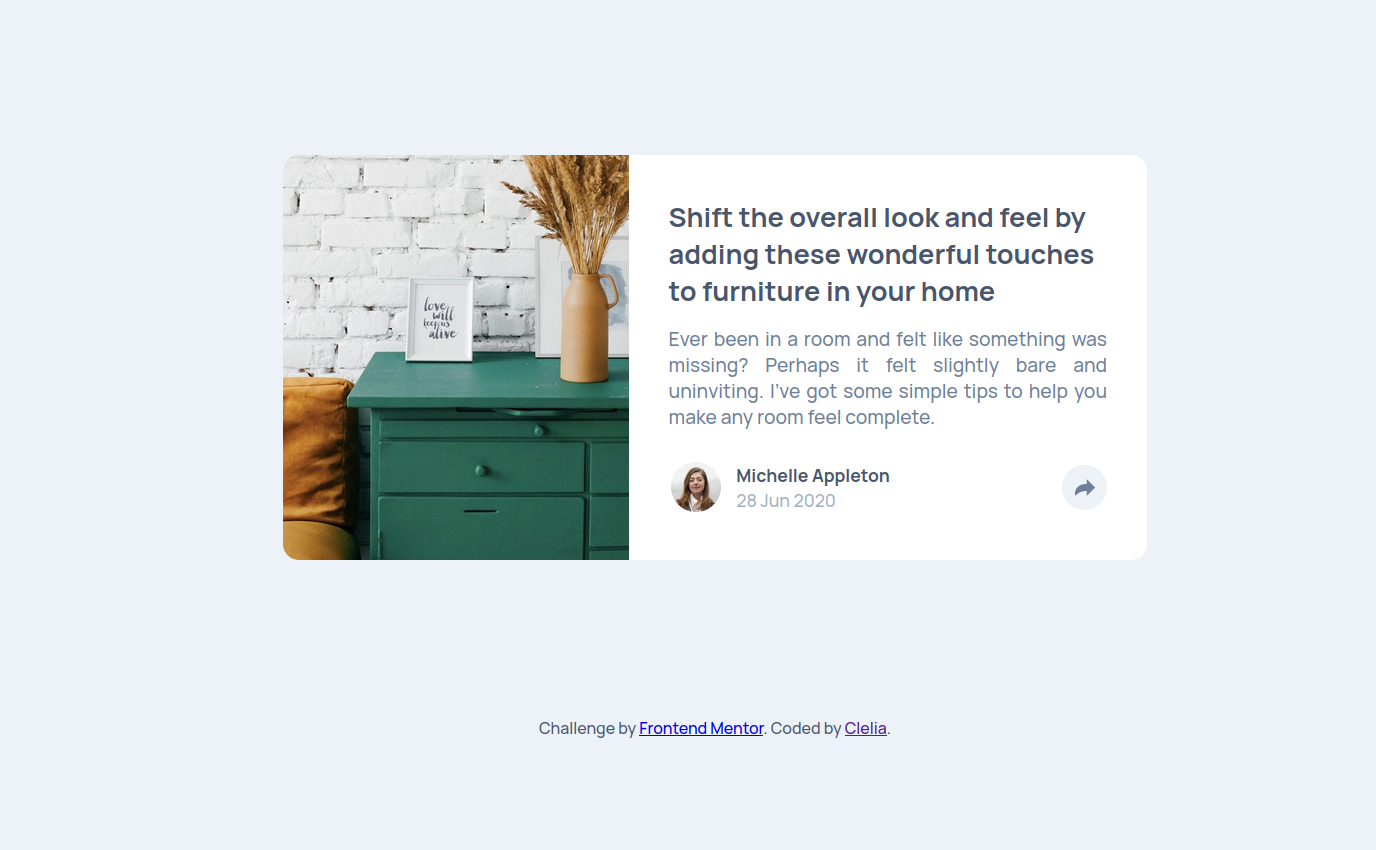 love
will
keep us
alive
Shift the overall look and feel by
adding these wonderful touches
to furniture in your home
Ever been in a room and felt like something was
missing? Perhaps it felt slightly bare and
uninviting. I've got some simple tips to help you
make any room feel complete.
Michelle Appleton
28 Jun 2020
Challenge by Frontend Mentor. Coded by Clelia.